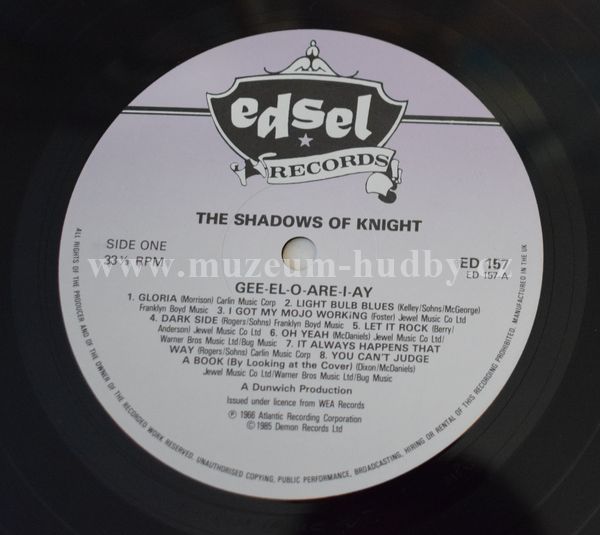 edsel
RECORDS
THE SHADOWS OF KNIGHT
SIDE ONE
33⅓ RPM
ED 157
ED 157 A
www.muzeum-hudby.cz
GEE-EL-O-ARE-I-AY
1. GLORIA (Morrison) Carlin Music Corp 2. LIGHT BULB BLUES (Kelley/Sohns/McGeorge)
Franklyn Boyd Music 3. I GOT MY MOJO WORKING (Foster) Jewel Music Co Ltd
4. DARK SIDE (Rogers/Sohns) Franklyn Boyd Music 5. LET IT ROCK (Berry/
Anderson) Jewel Music Co Ltd 6. OH YEAH (McDaniels) Jewel Music Co Ltd/
Warner Bros Music Ltd/Bug Music 7. IT ALWAYS HAPPENS THAT
WAY (Rogers/Sohns) Carlin Music Corp 8. YOU CAN'T JUDGE
A BOOK (By Looking at the Cover) (Dixon/McDaniels)
Jewel Music Co Ltd/Warner Bros Music Ltd/Bug Music
A Dunwich Production
Issued under licence from WEA Records
℗ 1966 Atlantic Recording Corporation
© 1985 Demon Records Ltd
ALL RIGHTS OF THE PRODUCER AND OF THE OWNER OF THE RECORDED WORK RESERVED. UNAUTHORISED COPYING, PUBLIC PERFORMANCE, BROADCASTING, HIRING OR RENTAL OF THIS RECORDING PROHIBITED. MANUFACTURED IN THE UK